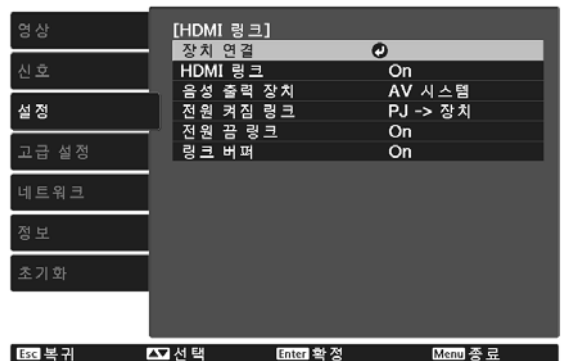 영상
신호
설정
고급 설정
네트워크
정보
초기화
[HDMI 링크]
장치 연결
HDMI 링크 On
음성 출력 장치 AV 시스템
전원 켜짐 링크 PJ -> 장치
전원 끔 링크 On
링크 버퍼 On
Esc 복귀 선택 Enter 확정 Menu 종료